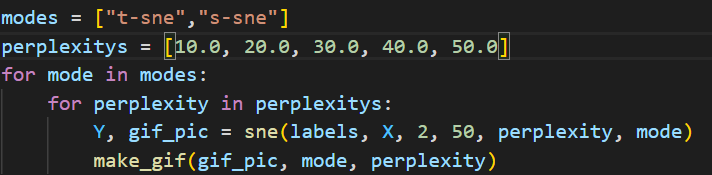 modes = ["t-sne","s-sne"]
perplexitys = [10.0, 20.0, 30.0, 40.0, 50.0]
for mode in modes:
    for perplexity in perplexitys:
        Y, gif_pic = sne(labels, X, 2, 50, perplexity, mode)
        make_gif(gif_pic, mode, perplexity)